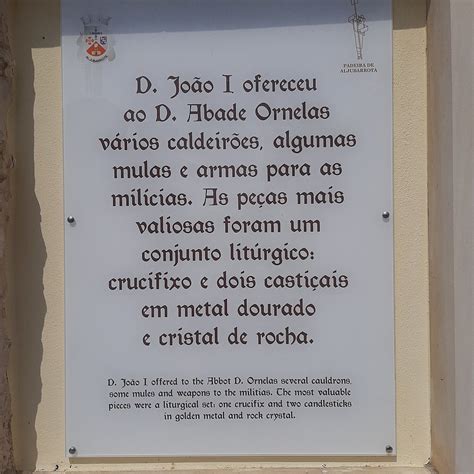 ALJUBARROTA
PADEIRA DE
ALJUBARROTA
D. João I ofereceu
ao D. Abade Ornelas
vários caldeirões, algumas
mulas e armas para as
milícias. As peças mais
valiosas foram um
conjunto litúrgico:
crucifixo e dois castiçais
em metal dourado
e cristal de rocha.
D. João I offered to the Abbot D. Ornelas several cauldrons,
some mules and weapons to the militias. The most valuable
pieces were a liturgical set: one crucifix and two candlesticks
in golden metal and rock crystal.